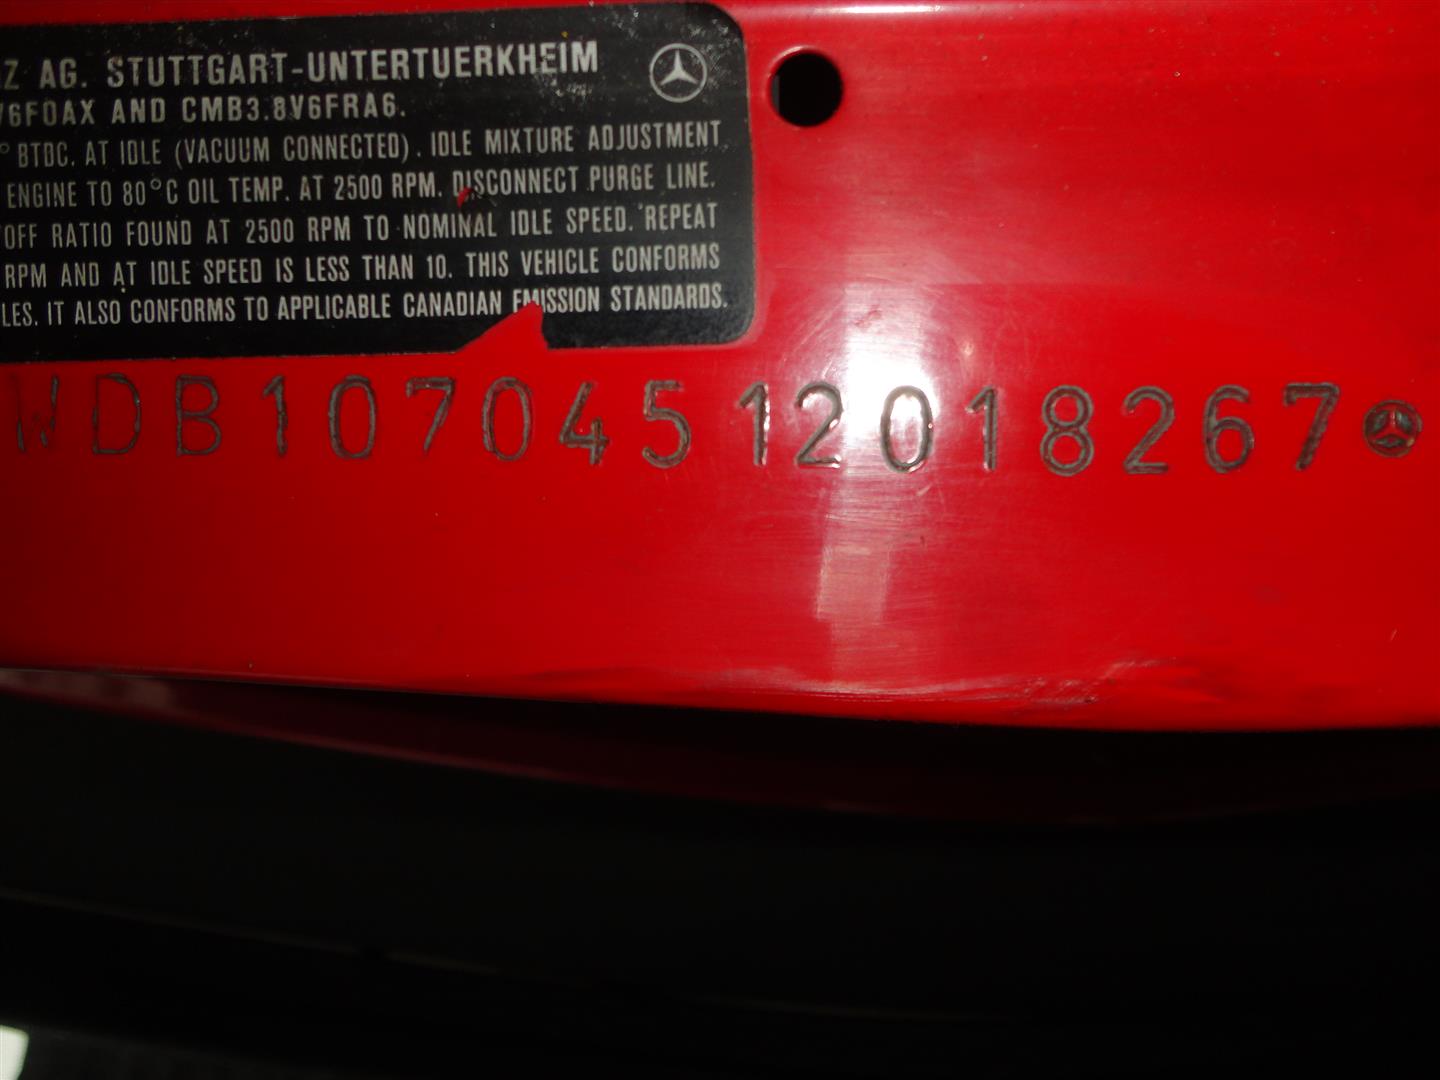 Z AG. STUTTGART-UNTERTUERKHEIM
V6FOAX AND CMB3.8V6FRA6.
° BTDC. AT IDLE (VACUUM CONNECTED). IDLE MIXTURE ADJUSTMENT
ENGINE TO 80°C OIL TEMP. AT 2500 RPM. DISCONNECT PURGE LINE.
OFF RATIO FOUND AT 2500 RPM TO NOMINAL IDLE SPEED. REPEAT
RPM AND AT IDLE SPEED IS LESS THAN 10. THIS VEHICLE CONFORMS
LES. IT ALSO CONFORMS TO APPLICABLE CANADIAN EMISSION STANDARDS.
WDB10704512018267